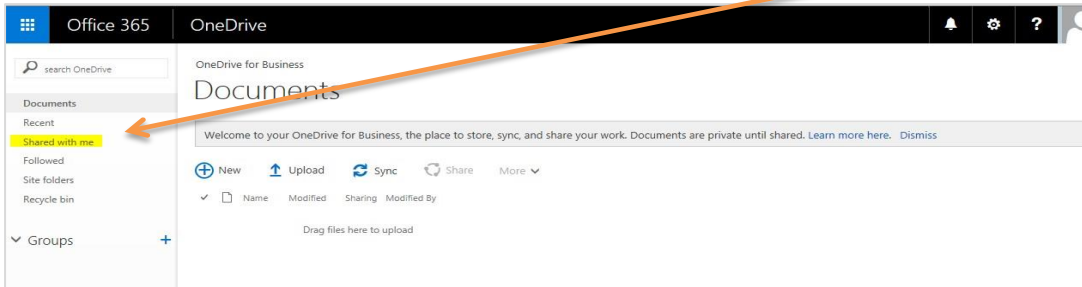 Office 365 OneDrive ?
search OneDrive
Documents
Recent
Shared with me
Followed
Site folders
Recycle bin
Groups +
OneDrive for Business
Documents
Welcome to your OneDrive for Business, the place to store, sync, and share your work. Documents are private until shared. Learn more here. Dismiss
New Upload Sync Share More
Name Modified Sharing Modified By
Drag files here to upload